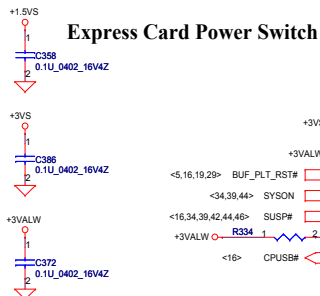 +1.5VS
Express Card Power Switch
1
C358
0.1U_0402_16V4Z
2
+3VS
1
C386
0.1U_0402_16V4Z
2
+3VS
+3VALW
<5,16,19,29> BUF_PLT_RST#
<34,39,44> SYSON
<16,34,39,42,44,46> SUSP#
+3VALW
+3VALW R334 1 2
1
C372
0.1U_0402_16V4Z
2
<16> CPUSB#